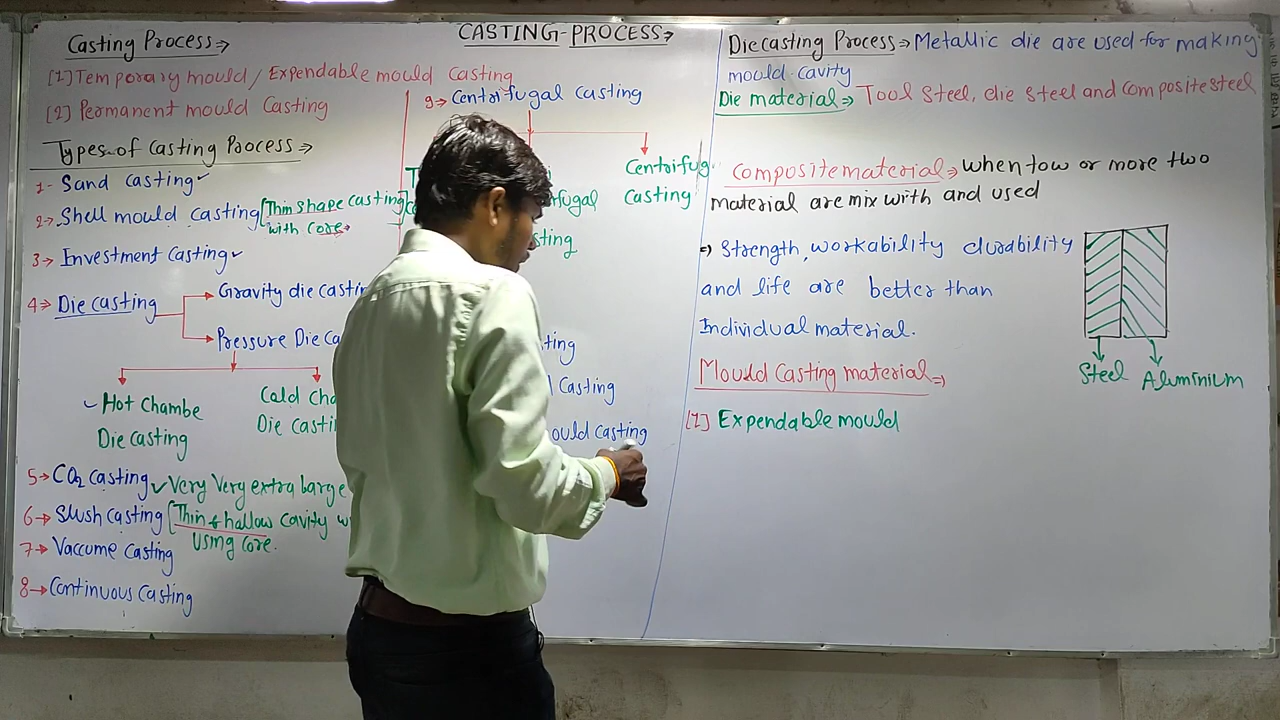 CASTING-PROCESS⇒
Casting Process⇒
[1] Temporary mould/Expendable mould Casting
[2] Permanent mould Casting
Types of Casting Process⇒
1- Sand casting✓
2→ Shell mould casting [Thin shape casting]
with core→
3→ Investment Casting✓
4→ Die casting
Gravity die castin
Pressure Die Ca
✓Hot Chambe
Die casting
Cold cha
Die casti
5→ CO2 casting ✓Very Very extra large
6→ Slush casting [Thin & hallow cavity w
using core.
7→ Vaccume Casting
8→ Continuous Casting
9→ Centrifugal Casting
fugal
sting
Centrifug
casting
ting
Casting
ould casting
Die casting Process⇒ Metallic die are used for making
mould cavity
Die material⇒ Tool Steel, die steel and composite steel
Composite material⇒ when tow or more two
material are mix with and used
⇒ Strength, workability durability
and life are better than
Individual material.
Steel Aluminium
Mould Casting material⇒
[1] Expendable mould